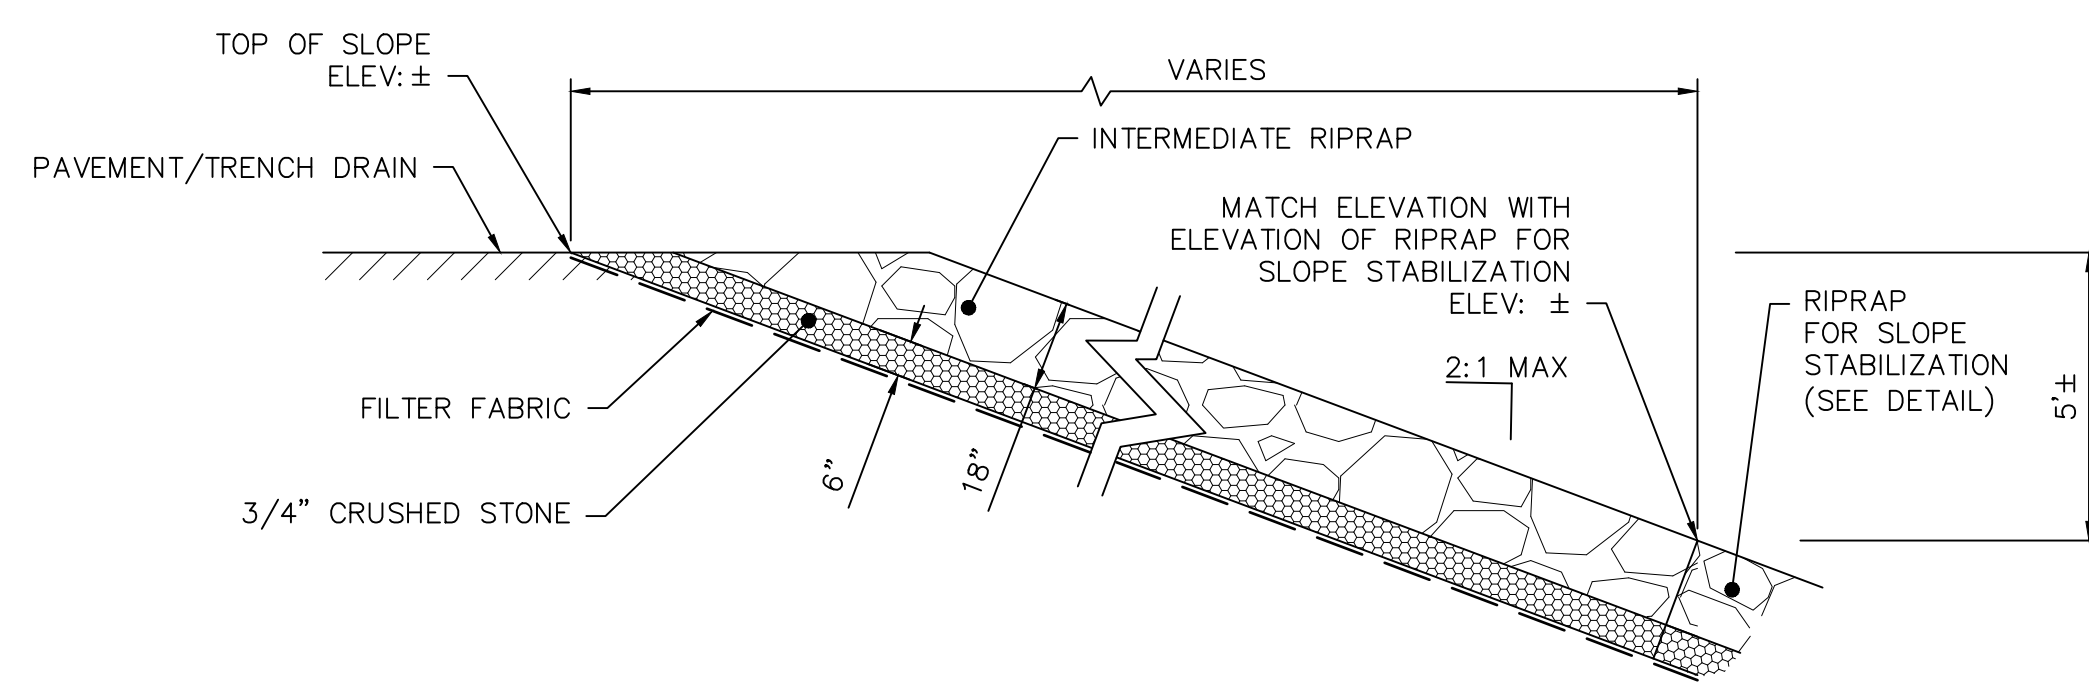 TOP OF SLOPE
ELEV: ±
VARIES
PAVEMENT/TRENCH DRAIN
INTERMEDIATE RIPRAP
MATCH ELEVATION WITH
ELEVATION OF RIPRAP FOR
SLOPE STABILIZATION
ELEV: ±
2:1 MAX
RIPRAP
FOR SLOPE
STABILIZATION
(SEE DETAIL)
5'±
FILTER FABRIC
6"
18"
3/4" CRUSHED STONE